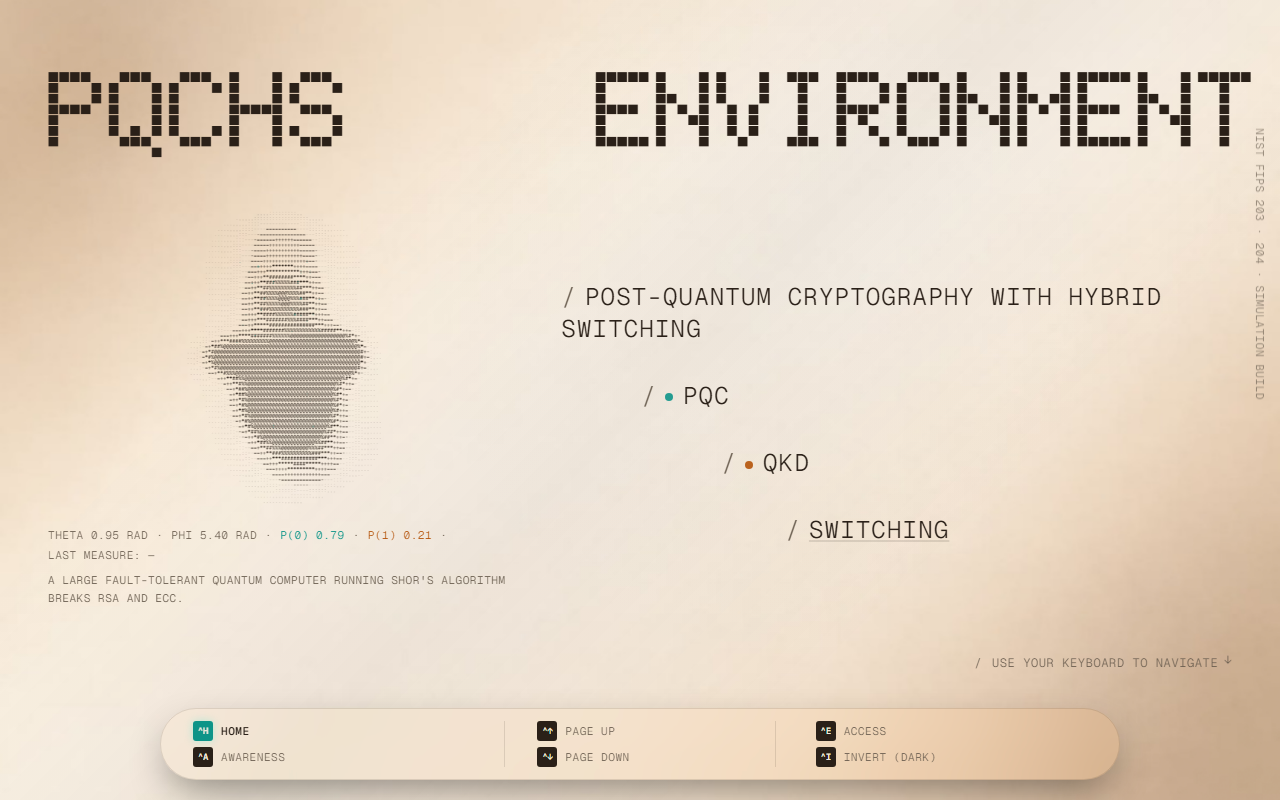 PQCHS ENVIRONMENT
NIST FIPS 203 · 204 · SIMULATION BUILD
/ POST-QUANTUM CRYPTOGRAPHY WITH HYBRID
SWITCHING
/ PQC
/ QKD
/ SWITCHING
THETA 0.95 RAD · PHI 5.40 RAD · P(0) 0.79 · P(1) 0.21 ·
LAST MEASURE: —
A LARGE FAULT-TOLERANT QUANTUM COMPUTER RUNNING SHOR'S ALGORITHM
BREAKS RSA AND ECC.
/ USE YOUR KEYBOARD TO NAVIGATE ↓
^H HOME
^A AWARENESS
^↑ PAGE UP
^↓ PAGE DOWN
^E ACCESS
^I INVERT (DARK)